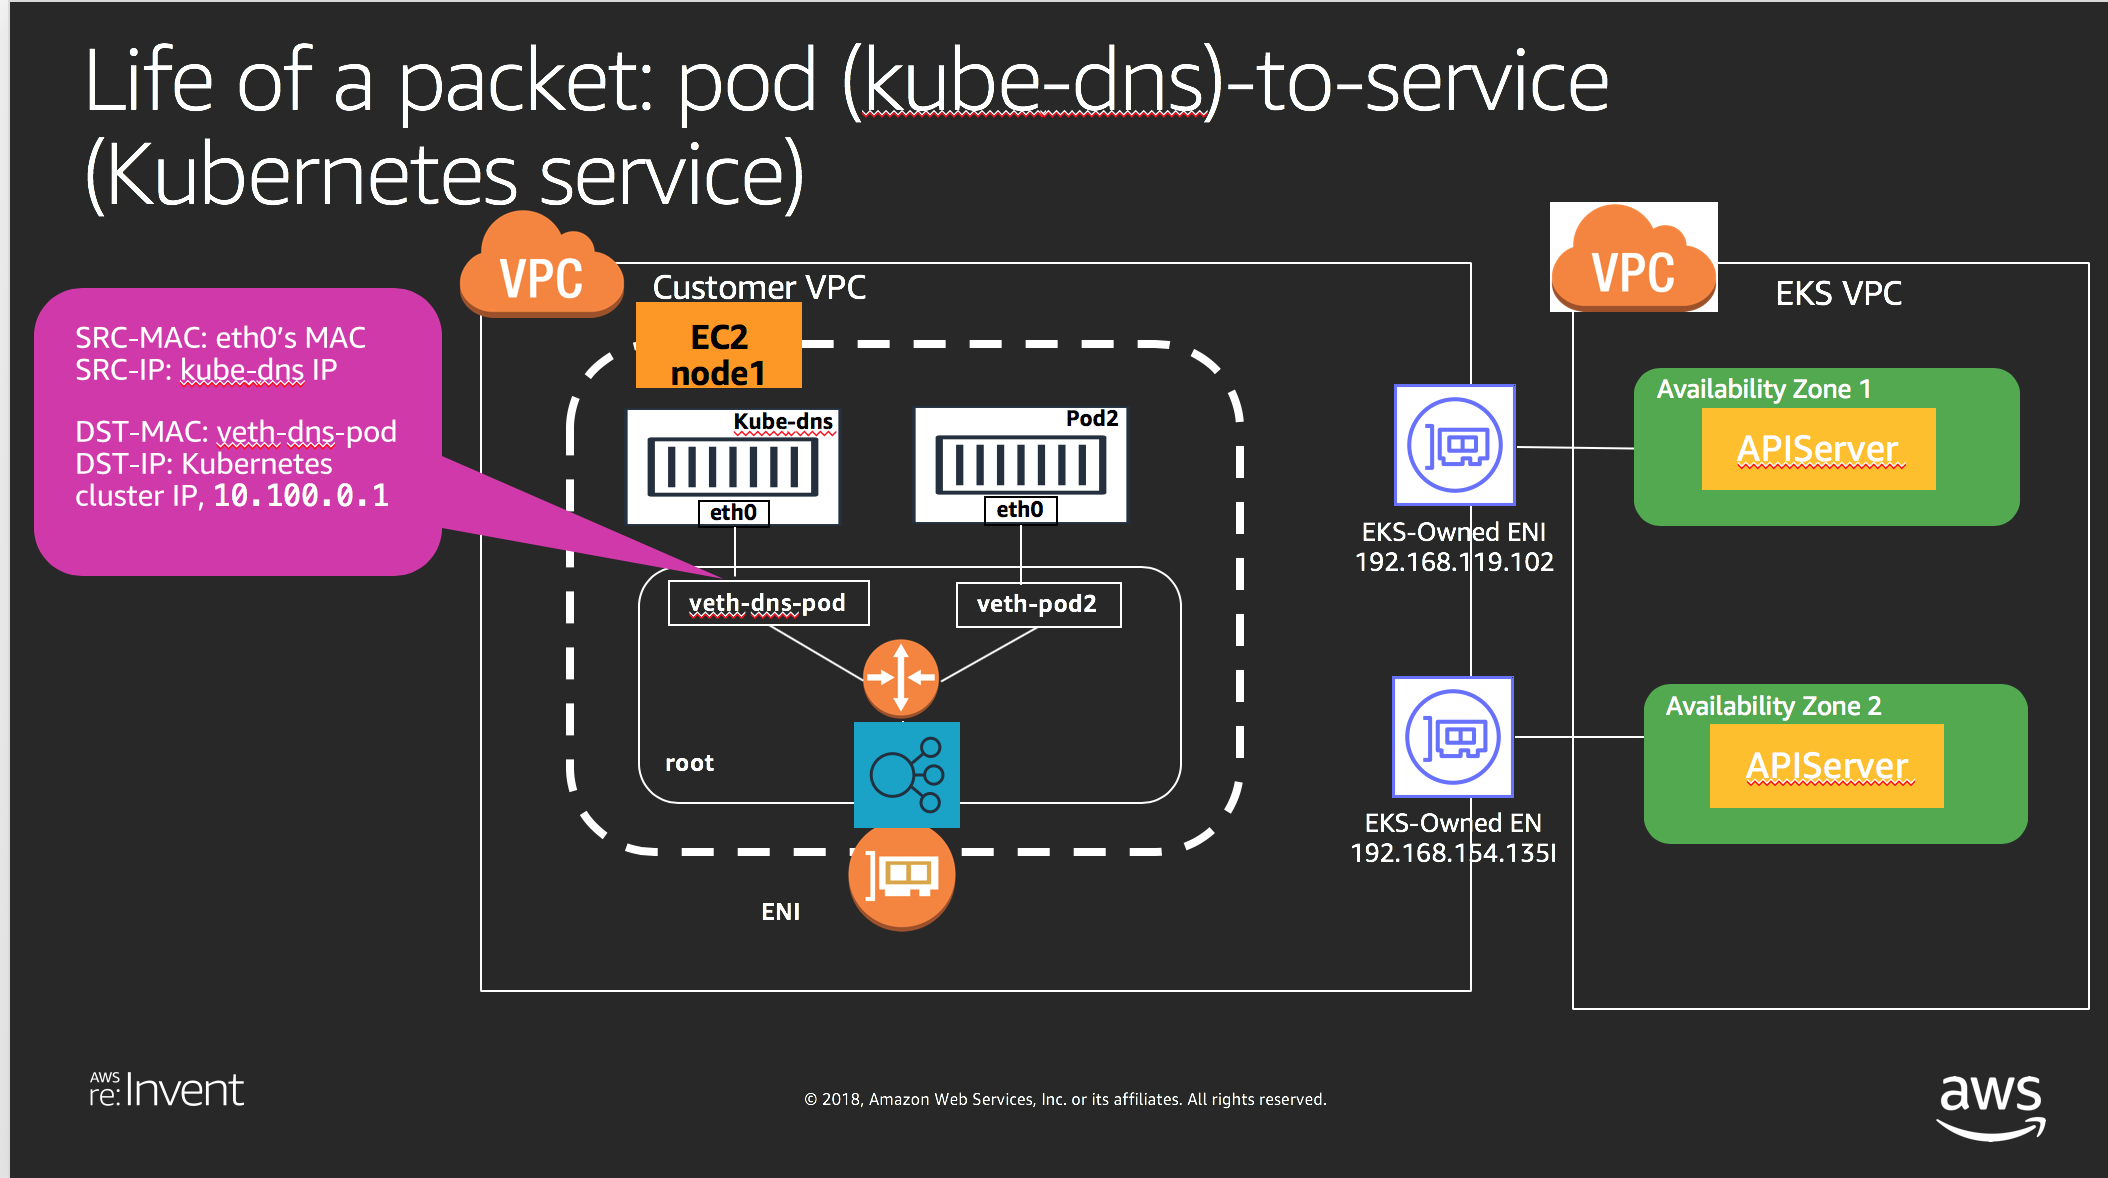 Life of a packet: pod (kube-dns)-to-service
(Kubernetes service)
VPC
Customer VPC
VPC
EKS VPC
SRC-MAC: eth0's MAC
SRC-IP: kube-dns IP
DST-MAC: veth-dns-pod
DST-IP: Kubernetes
cluster IP, 10.100.0.1
EC2
node1
Kube-dns
eth0
Pod2
eth0
veth-dns-pod
veth-pod2
root
ENI
EKS-Owned ENI
192.168.119.102
Availability Zone 1
APIServer
EKS-Owned EN
192.168.154.135I
Availability Zone 2
APIServer
AWS
re:Invent
© 2018, Amazon Web Services, Inc. or its affiliates. All rights reserved.
aws